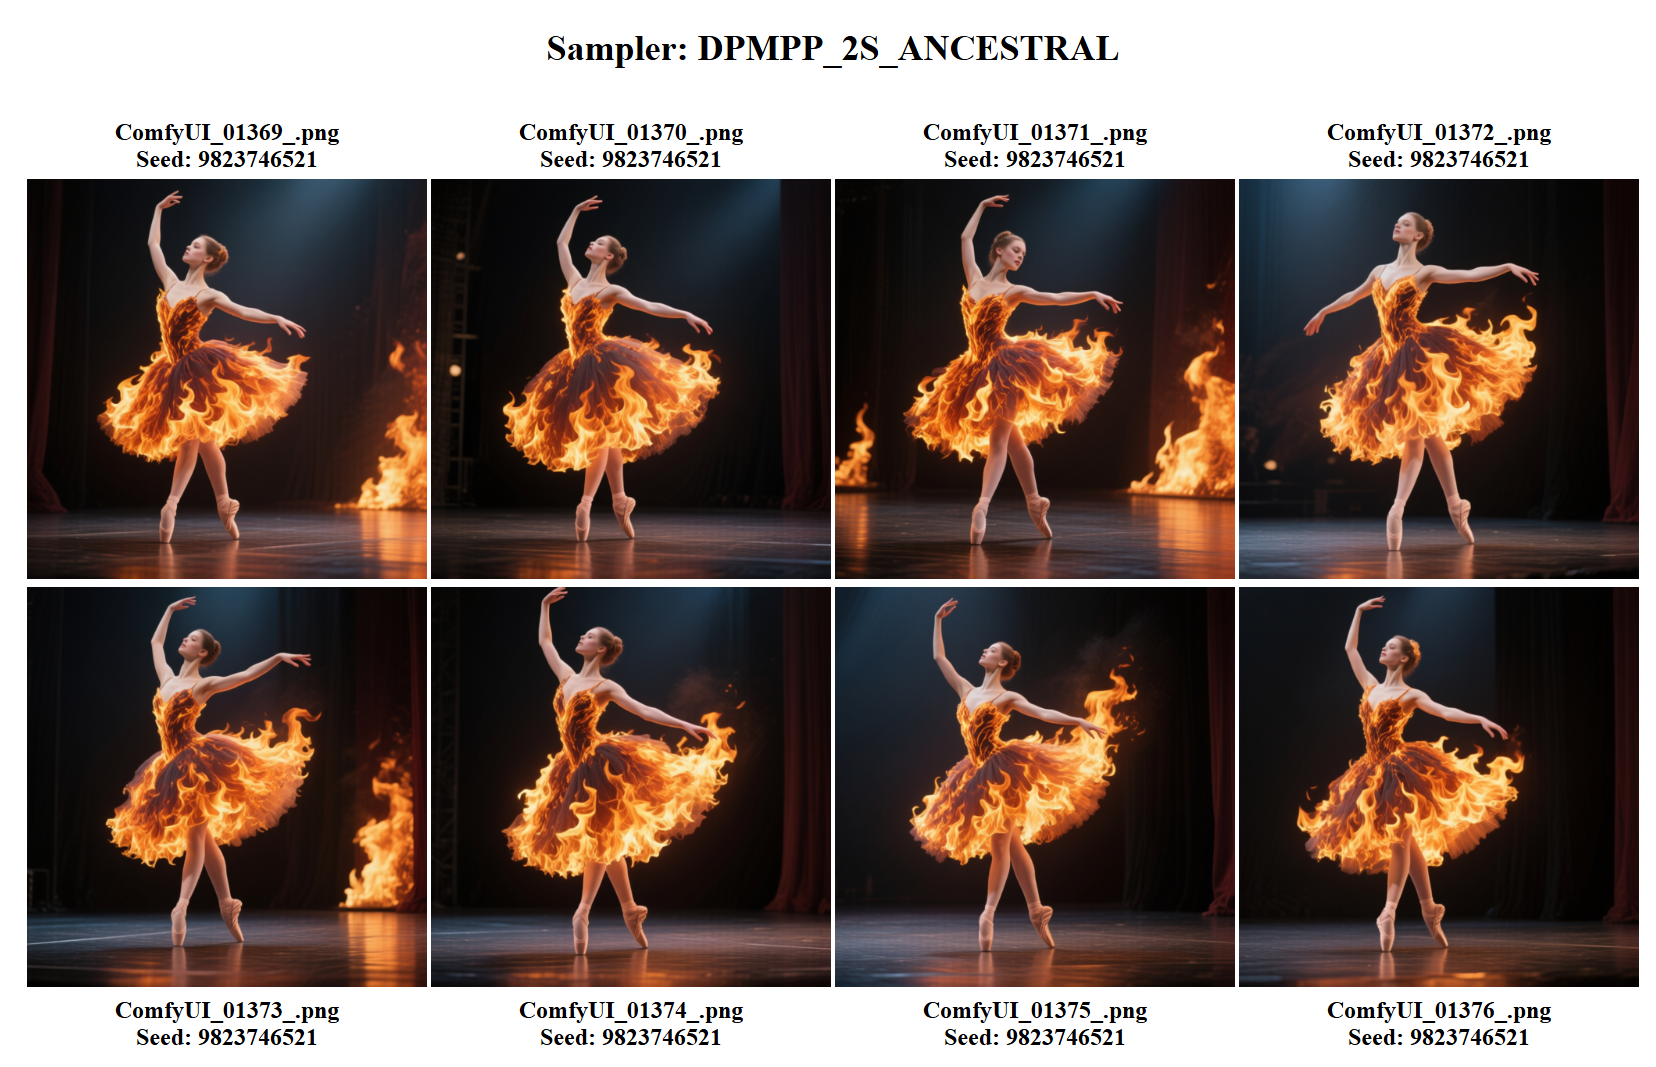 Sampler: DPMPP_2S_ANCESTRAL
ComfyUI_01369_.png
Seed: 9823746521
ComfyUI_01370_.png
Seed: 9823746521
ComfyUI_01371_.png
Seed: 9823746521
ComfyUI_01372_.png
Seed: 9823746521
ComfyUI_01373_.png
Seed: 9823746521
ComfyUI_01374_.png
Seed: 9823746521
ComfyUI_01375_.png
Seed: 9823746521
ComfyUI_01376_.png
Seed: 9823746521